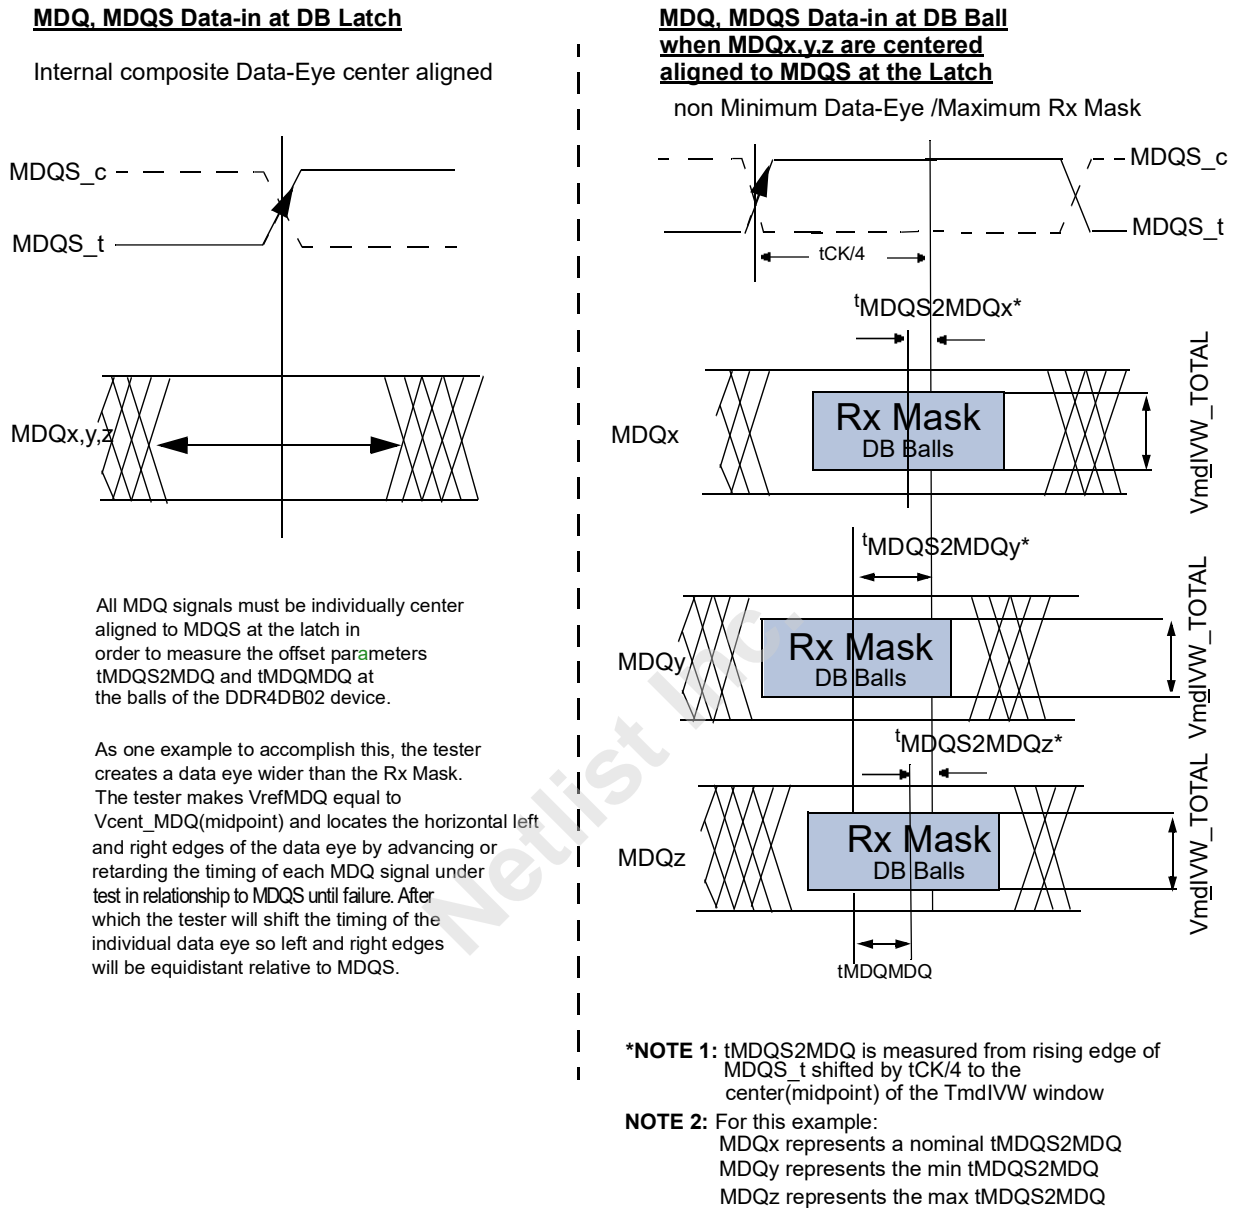 MDQ, MDQS Data-in at DB Latch
Internal composite Data-Eye center aligned
MDQS_c
MDQS_t
MDQx,y,z
All MDQ signals must be individually center
aligned to MDQS at the latch in
order to measure the offset parameters
tMDQS2MDQ and tMDQMDQ at
the balls of the DDR4DB02 device.
As one example to accomplish this, the tester
creates a data eye wider than the Rx Mask.
The tester makes VrefMDQ equal to
Vcent_MDQ(midpoint) and locates the horizontal left
and right edges of the data eye by advancing or
retarding the timing of each MDQ signal under
test in relationship to MDQS until failure. After
which the tester will shift the timing of the
individual data eye so left and right edges
will be equidistant relative to MDQS.
MDQ, MDQS Data-in at DB Ball
when MDQx,y,z are centered
aligned to MDQS at the Latch
non Minimum Data-Eye /Maximum Rx Mask
MDQS_c
MDQS_t
tCK/4
tMDQS2MDQx*
MDQx
Rx Mask
DB Balls
VmdIVW_TOTAL
tMDQS2MDQy*
MDQy
Rx Mask
DB Balls
VmdIVW_TOTAL
tMDQS2MDQz*
MDQz
Rx Mask
DB Balls
VmdIVW_TOTAL
tMDQMDQ
*NOTE 1: tMDQS2MDQ is measured from rising edge of
MDQS_t shifted by tCK/4 to the
center(midpoint) of the TmdIVW window
NOTE 2: For this example:
MDQx represents a nominal tMDQS2MDQ
MDQy represents the min tMDQS2MDQ
MDQz represents the max tMDQS2MDQ
Netlist Inc.